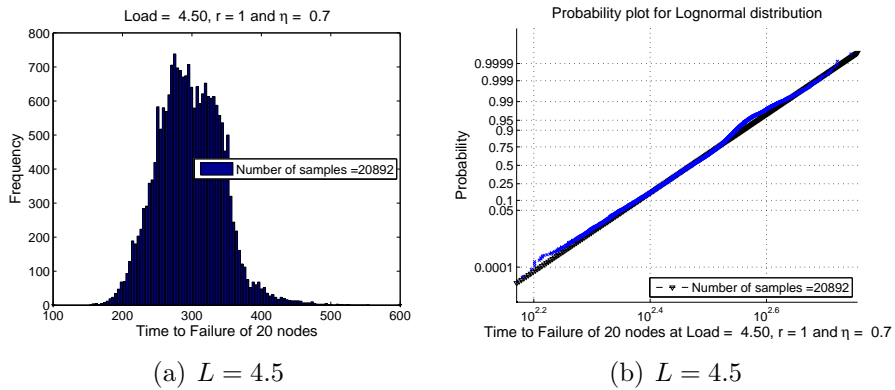 Load = 4.50, r = 1 and η = 0.7
800
700
600
500
400
300
200
100
0
Frequency
Number of samples =20892
100
200
300
400
500
600
Time to Failure of 20 nodes
(a) L = 4.5
Probability plot for Lognormal distribution
0.9999
0.999
0.99
0.95
0.9
0.75
0.5
0.25
0.1
0.05
0.0001
Probability
Number of samples =20892
10^2.2
10^2.4
10^2.6
Time to Failure of 20 nodes at Load = 4.50, r = 1 and η = 0.7
(b) L = 4.5